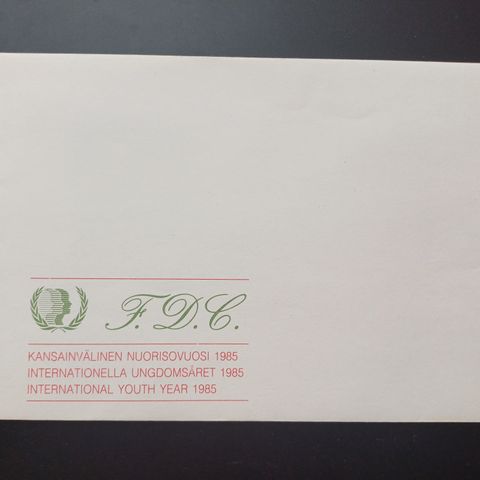 F.D.C.
KANSAINVÄLINEN NUORISOVUOSI 1985
INTERNATIONELLA UNGDOMSÅRET 1985
INTERNATIONAL YOUTH YEAR 1985